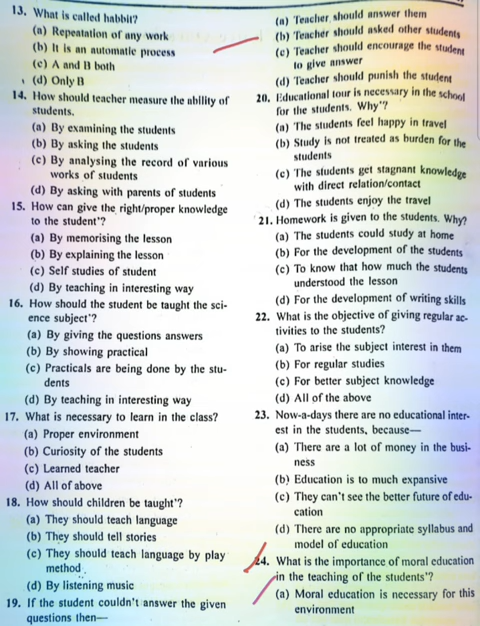 13. What is called habbit?
(a) Repeatation of any work
(b) It is an automatic process
(c) A and B both
(d) Only B
14. How should teacher measure the ability of
students.
(a) By examining the students
(b) By asking the students
(c) By analysing the record of various
works of students
(d) By asking with parents of students
15. How can give the right/proper knowledge
to the student'?
(a) By memorising the lesson
(b) By explaining the lesson
(c) Self studies of student
(d) By teaching in interesting way
16. How should the student be taught the sci-
ence subject'?
(a) By giving the questions answers
(b) By showing practical
(c) Practicals are being done by the stu-
dents
(d) By teaching in interesting way
17. What is necessary to learn in the class?
(a) Proper environment
(b) Curiosity of the students
(c) Learned teacher
(d) All of above
18. How should children be taught'?
(a) They should teach language
(b) They should tell stories
(c) They should teach language by play
method
(d) By listening music
19. If the student couldn't answer the given
questions then—
(a) Teacher should answer them
(b) Teacher should asked other students
(c) Teacher should encourage the student
to give answer
(d) Teacher should punish the student
20. Educational tour is necessary in the school
for the students. Why'?
(a) The students feel happy in travel
(b) Study is not treated as burden for the
students
(c) The students get stagnant knowledge
with direct relation/contact
(d) The students enjoy the travel
21. Homework is given to the students. Why?
(a) The students could study at home
(b) For the development of the students
(c) To know that how much the students
understood the lesson
(d) For the development of writing skills
22. What is the objective of giving regular ac-
tivities to the students?
(a) To arise the subject interest in them
(b) For regular studies
(c) For better subject knowledge
(d) All of the above
23. Now-a-days there are no educational inter-
est in the students, because—
(a) There are a lot of money in the busi-
ness
(b) Education is to much expansive
(c) They can't see the better future of edu-
cation
(d) There are no appropriate syllabus and
model of education
24. What is the importance of moral education
in the teaching of the students'?
(a) Moral education is necessary for this
environment